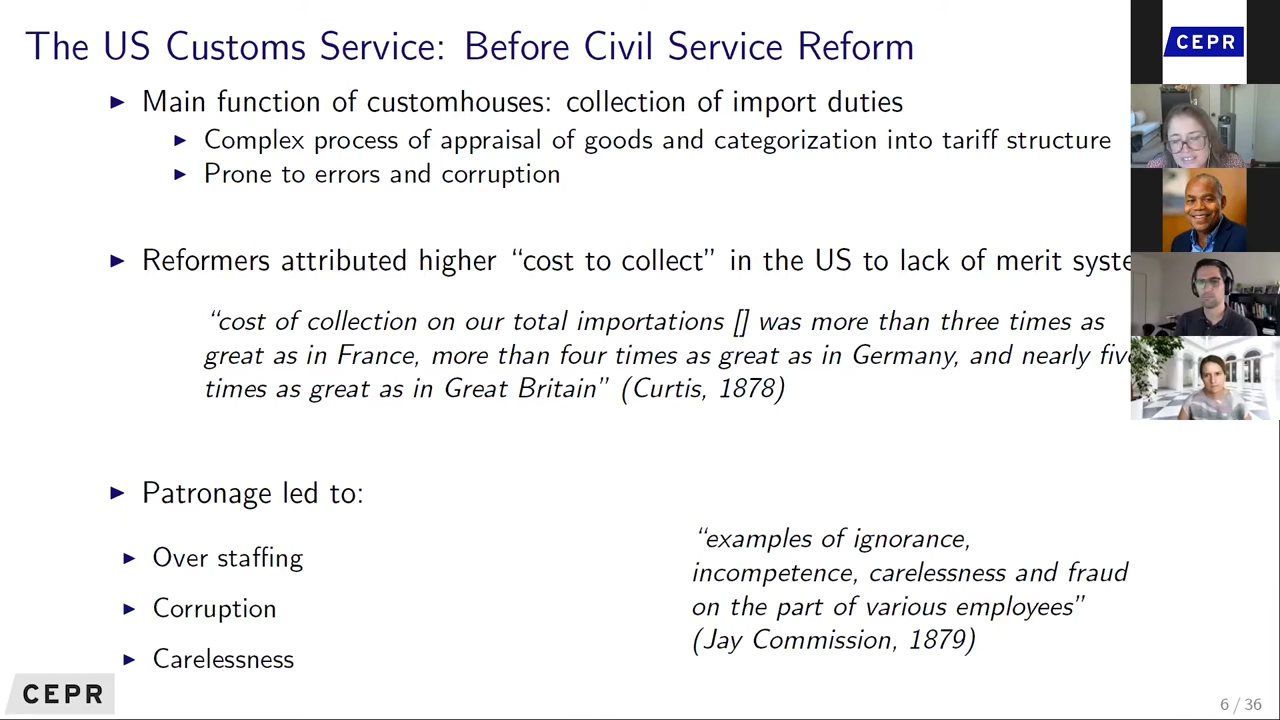 The US Customs Service: Before Civil Service Reform
CEPR
▶ Main function of customhouses: collection of import duties
▶ Complex process of appraisal of goods and categorization into tariff structure
▶ Prone to errors and corruption
▶ Reformers attributed higher “cost to collect” in the US to lack of merit syste
“cost of collection on our total importations [] was more than three times as
great as in France, more than four times as great as in Germany, and nearly five
times as great as in Great Britain” (Curtis, 1878)
▶ Patronage led to:
▶ Over staffing
▶ Corruption
▶ Carelessness
“examples of ignorance,
incompetence, carelessness and fraud
on the part of various employees”
(Jay Commission, 1879)
CEPR
6 / 36